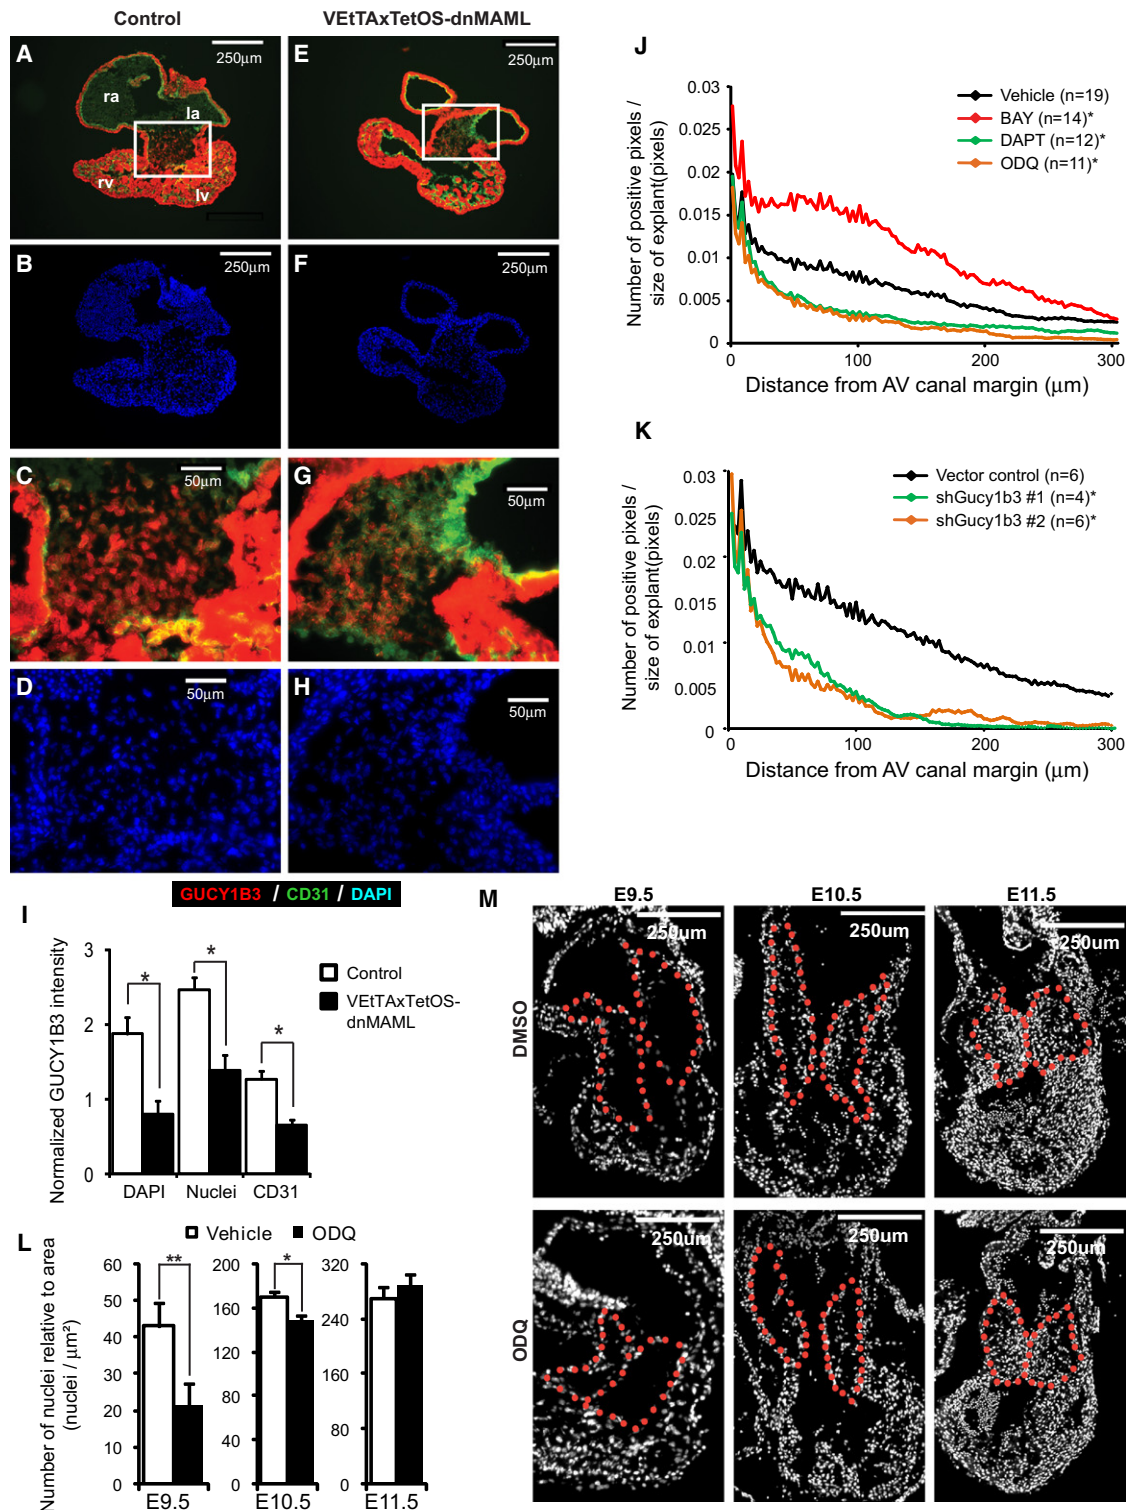 Control
VEtTAxTetOS-dnMAML
A
250µm
ra
la
rv
lv
E
250µm
B
250µm
F
250µm
C
50µm
G
50µm
D
50µm
H
50µm
GUCY1B3 / CD31 / DAPI
I
Normalized GUCY1B3 intensity
3
2
1
0
*
*
*
Control
VEtTAxTetOS-
dnMAML
DAPI
Nuclei
CD31
J
Number of positive pixels /
size of explant(pixels)
0.03
0.025
0.02
0.015
0.01
0.005
0
Vehicle (n=19)
BAY (n=14)*
DAPT (n=12)*
ODQ (n=11)*
0
100
200
300
Distance from AV canal margin (µm)
K
Number of positive pixels /
size of explant(pixels)
0.03
0.025
0.02
0.015
0.01
0.005
0
Vector control (n=6)
shGucy1b3 #1 (n=4)*
shGucy1b3 #2 (n=6)*
0
100
200
300
Distance from AV canal margin (µm)
L
Vehicle
ODQ
Number of nuclei relative to area
(nuclei / µm²)
60
50
40
30
20
10
0
**
E9.5
200
160
120
80
40
0
*
E10.5
320
240
160
80
0
E11.5
M
E9.5
E10.5
E11.5
DMSO
250um
250um
250um
ODQ
250um
250um
250um